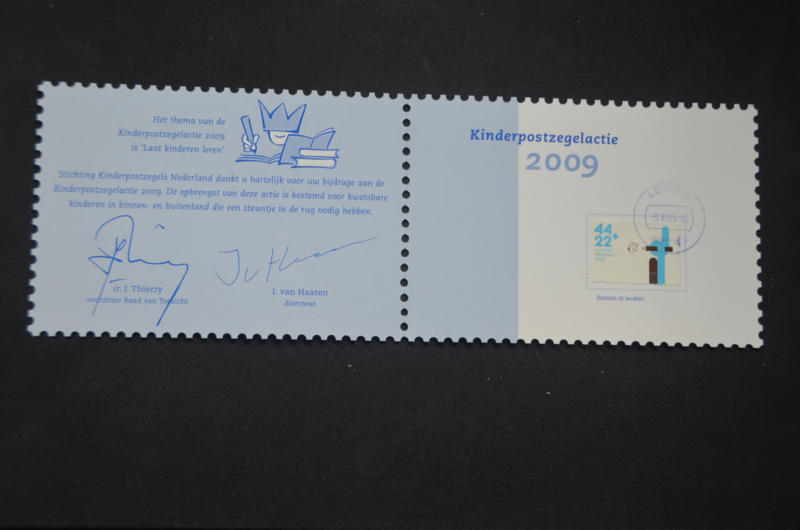 Het thema van de
Kinderpostzegelactie 2009
is "Laat kinderen leren"
Stichting Kinderpostzegels Nederland dankt u hartelijk voor uw bijdrage aan de
Kinderpostzegelactie 2009. De opbrengst van deze actie is bestemd voor kwetsbare
kinderen in binnen- en buitenland die een steuntje in de rug nodig hebben.
ir. J. Thierry
voorzitter Raad van Toezicht
I. van Haaren
directeur
Kinderpostzegelactie
2009
LEIDEN
44
22+